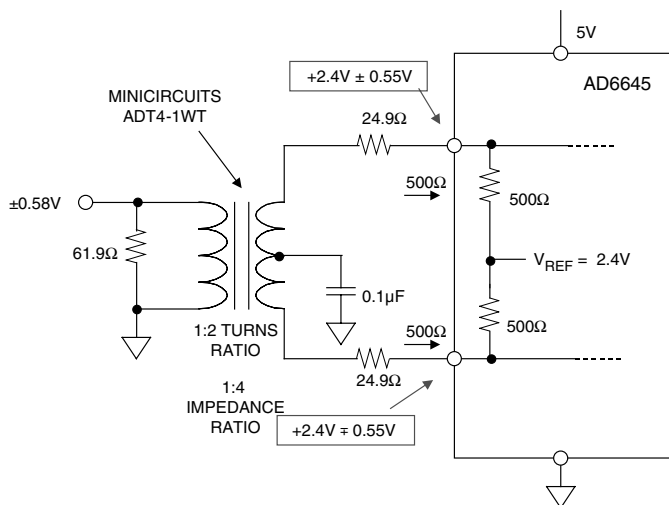 5V
+2.4V ± 0.55V
AD6645
MINICIRCUITS
ADT4-1WT
24.9Ω
±0.58V
500Ω
500Ω
61.9Ω
V_REF = 2.4V
0.1µF
1:2 TURNS
RATIO
500Ω
500Ω
24.9Ω
1:4
IMPEDANCE
RATIO
+2.4V ∓ 0.55V